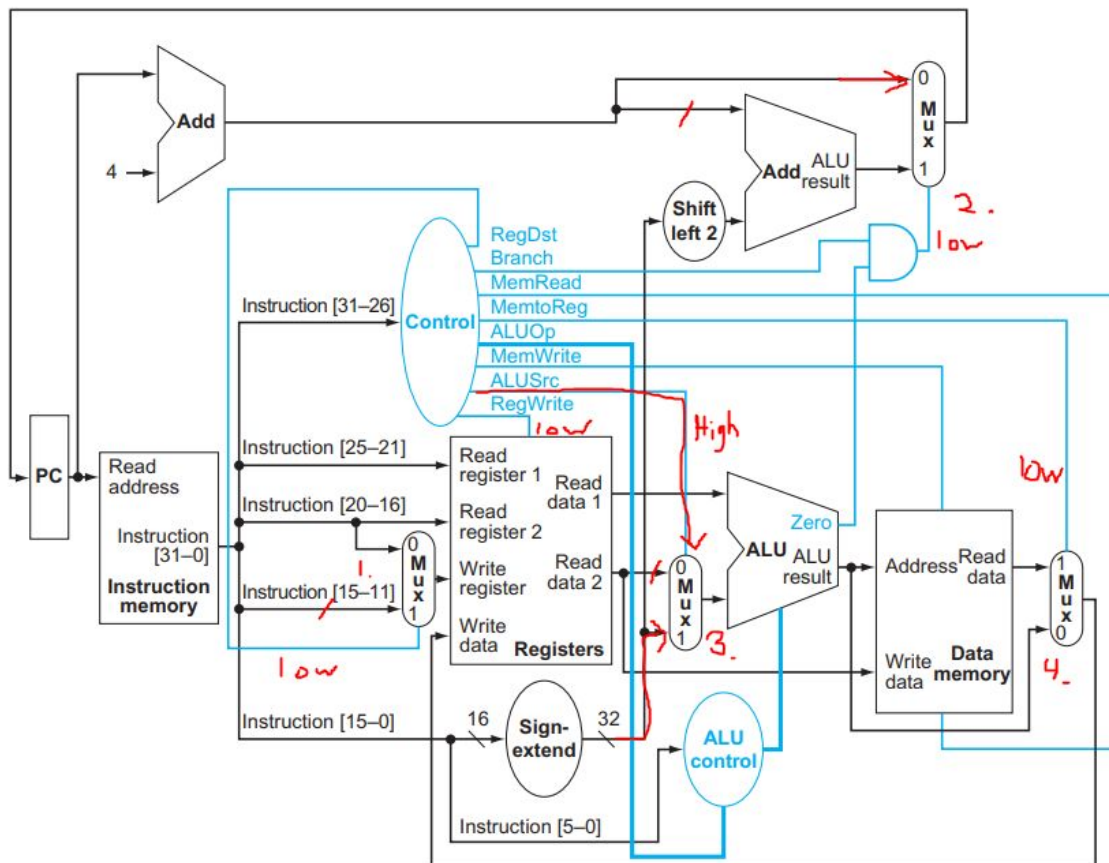 0
M
u
x
1
Add
4
Add
ALU
result
Shift
left 2
2.
low
RegDst
Branch
MemRead
MemtoReg
ALUOp
MemWrite
ALUSrc
RegWrite
Instruction [31–26]
Control
low
High
PC
Read
address
Instruction
[31–0]
Instruction
memory
Instruction [25–21]
Instruction [20–16]
1.
Instruction [15–11]
low
0
M
u
x
1
Read
register 1
Read
register 2
Write
register
Write
data
Read
data 1
Read
data 2
Registers
0
M
u
x
1
3.
Zero
ALU
ALU
result
Address
Read
data
Write
data
Data
memory
low
1
M
u
x
0
4.
Instruction [15–0]
16
Sign-
extend
32
ALU
control
Instruction [5–0]